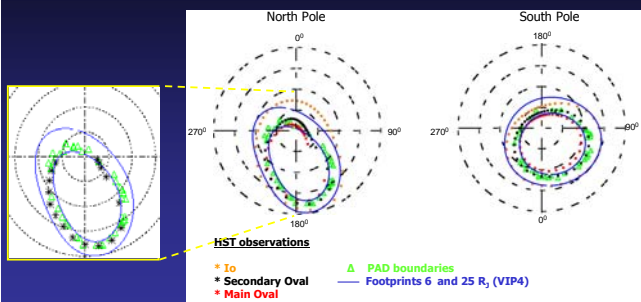 North Pole
South Pole
0⁰
180⁰
270⁰
90⁰
270⁰
90⁰
180⁰
0⁰
HST observations
* Io
* Secondary Oval
* Main Oval
Δ PAD boundaries
— Footprints 6 and 25 RJ (VIP4)